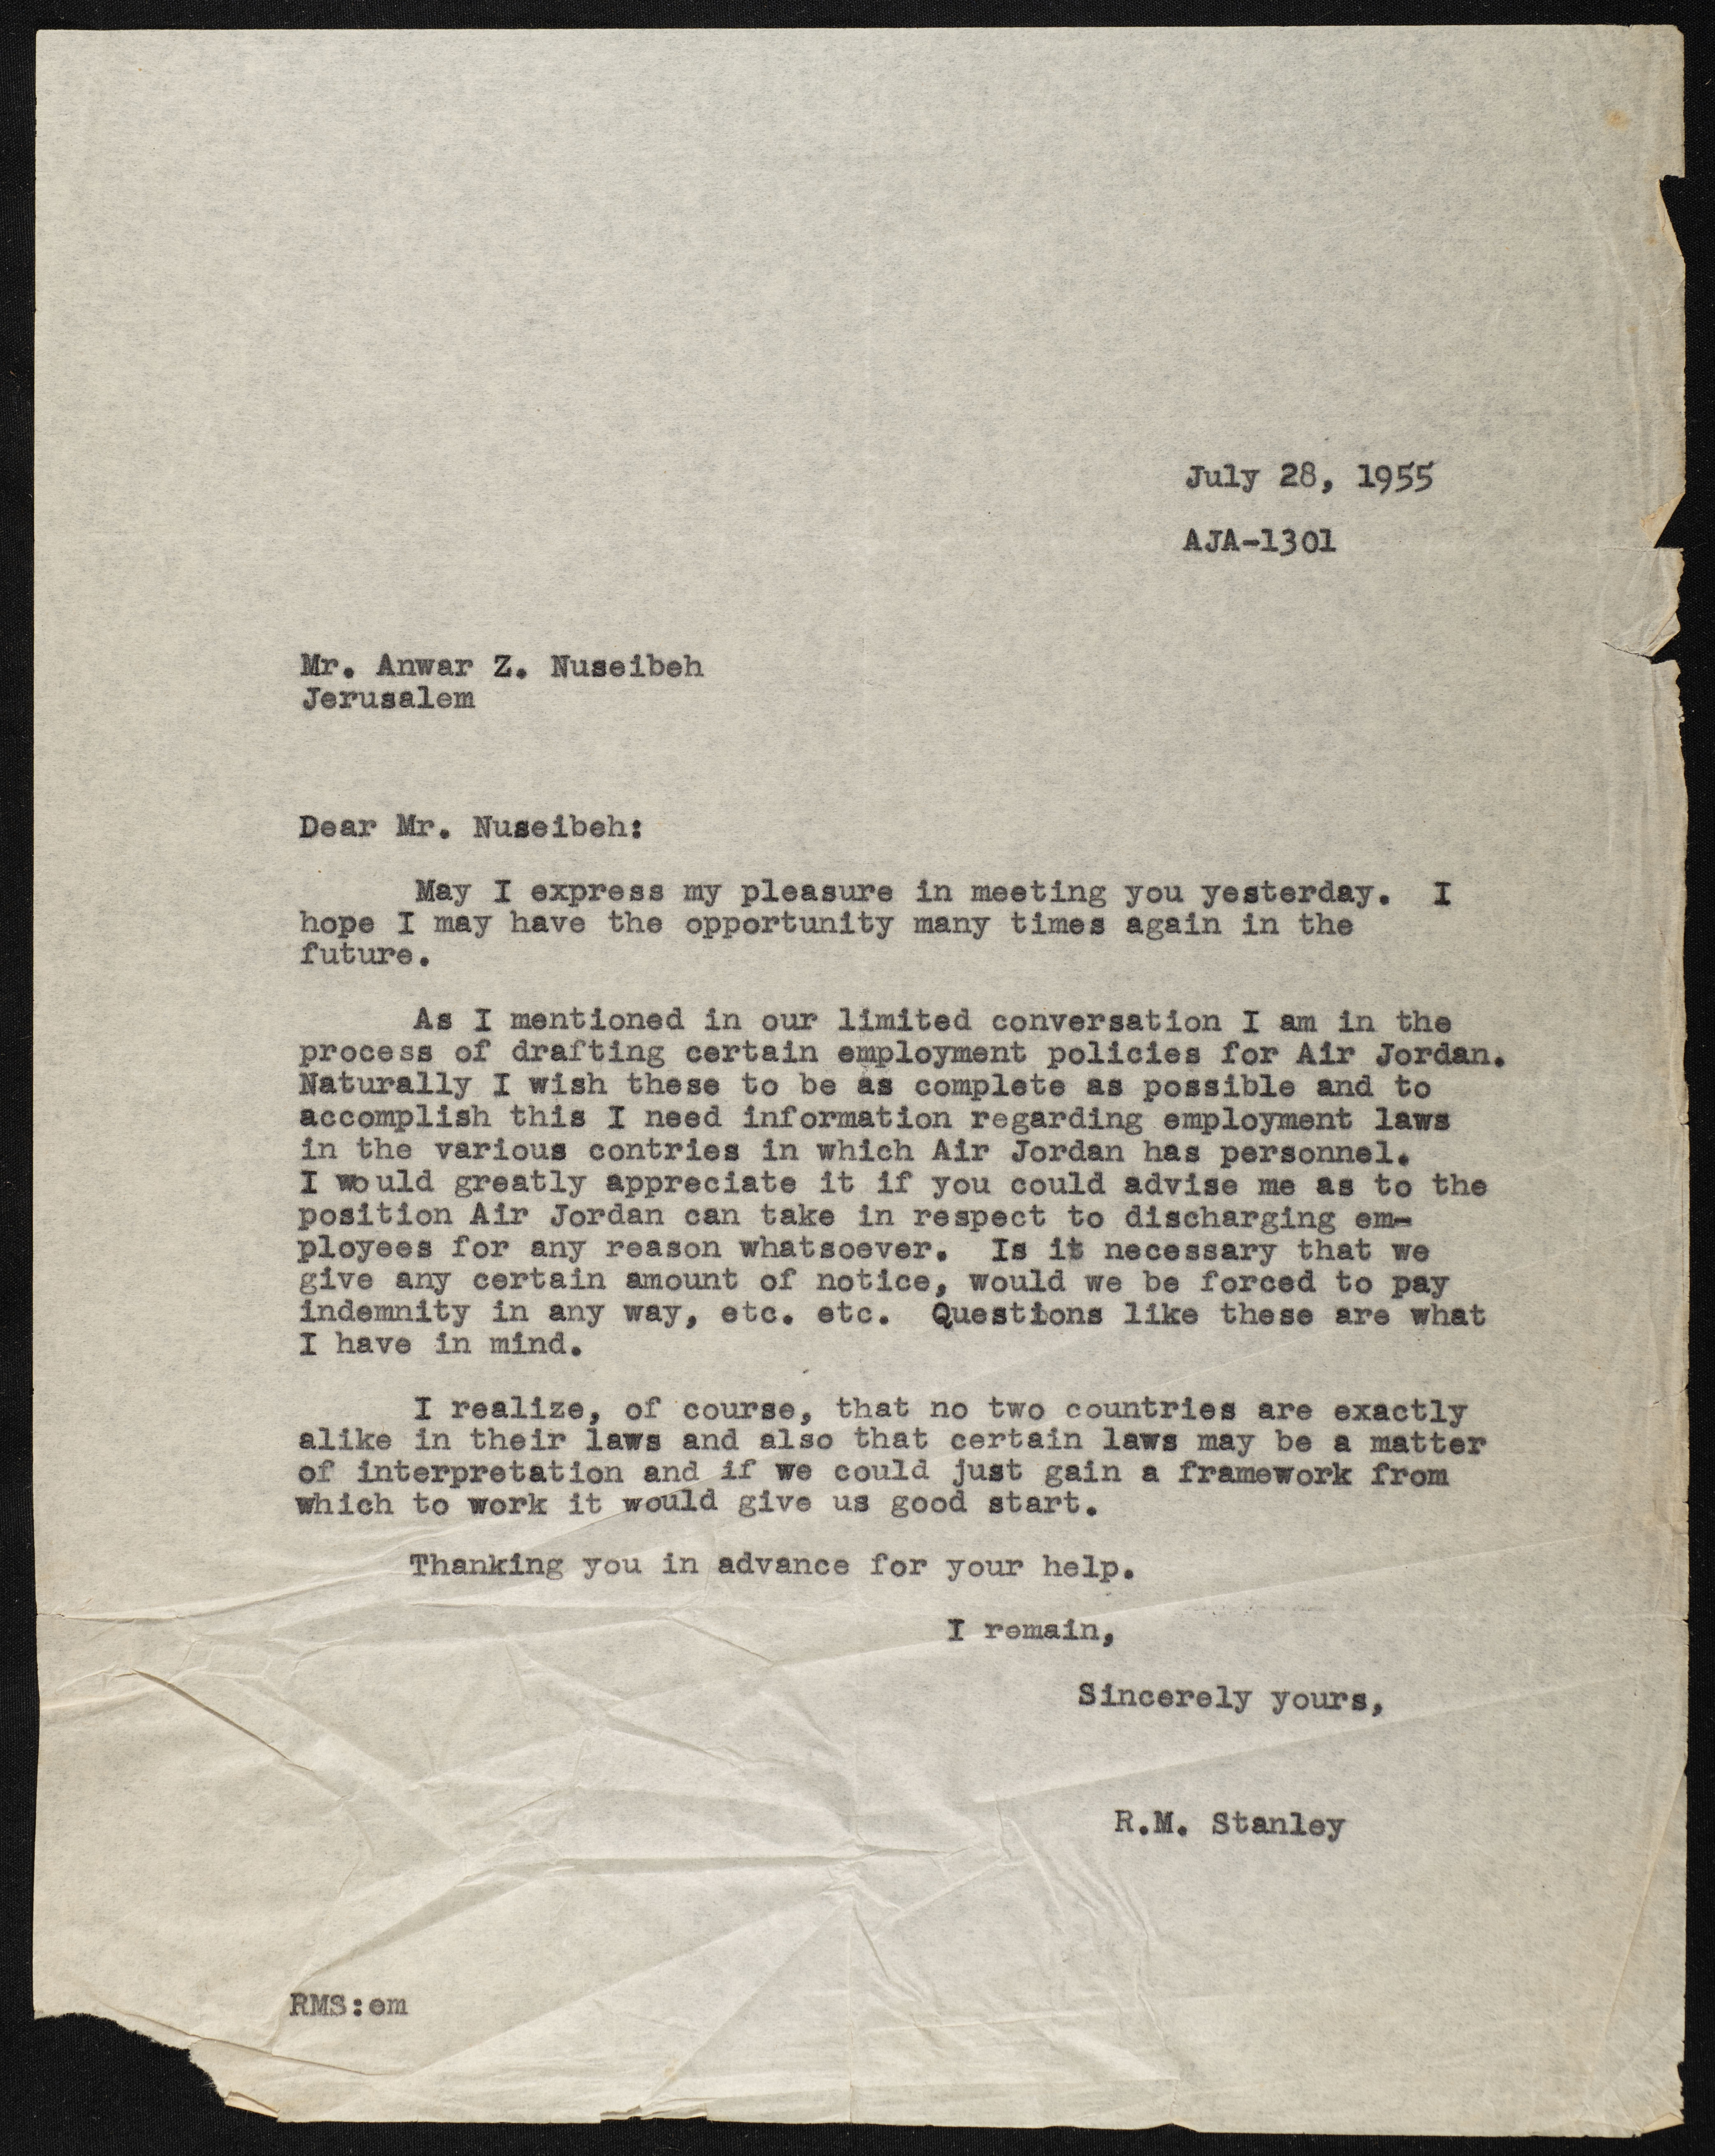 July 28, 1955
AJA-1301
Mr. Anwar Z. Nuseibeh
Jerusalem
Dear Mr. Nuseibeh:
May I express my pleasure in meeting you yesterday. I
hope I may have the opportunity many times again in the
future.
As I mentioned in our limited conversation I am in the
process of drafting certain employment policies for Air Jordan.
Naturally I wish these to be as complete as possible and to
accomplish this I need information regarding employment laws
in the various contries in which Air Jordan has personnel.
I would greatly appreciate it if you could advise me as to the
position Air Jordan can take in respect to discharging em-
ployees for any reason whatsoever. Is it necessary that we
give any certain amount of notice, would we be forced to pay
indemnity in any way, etc. etc. Questions like these are what
I have in mind.
I realize, of course, that no two countries are exactly
alike in their laws and also that certain laws may be a matter
of interpretation and if we could just gain a framework from
which to work it would give us good start.
Thanking you in advance for your help.
I remain,
Sincerely yours,
R.M. Stanley
RMS:em